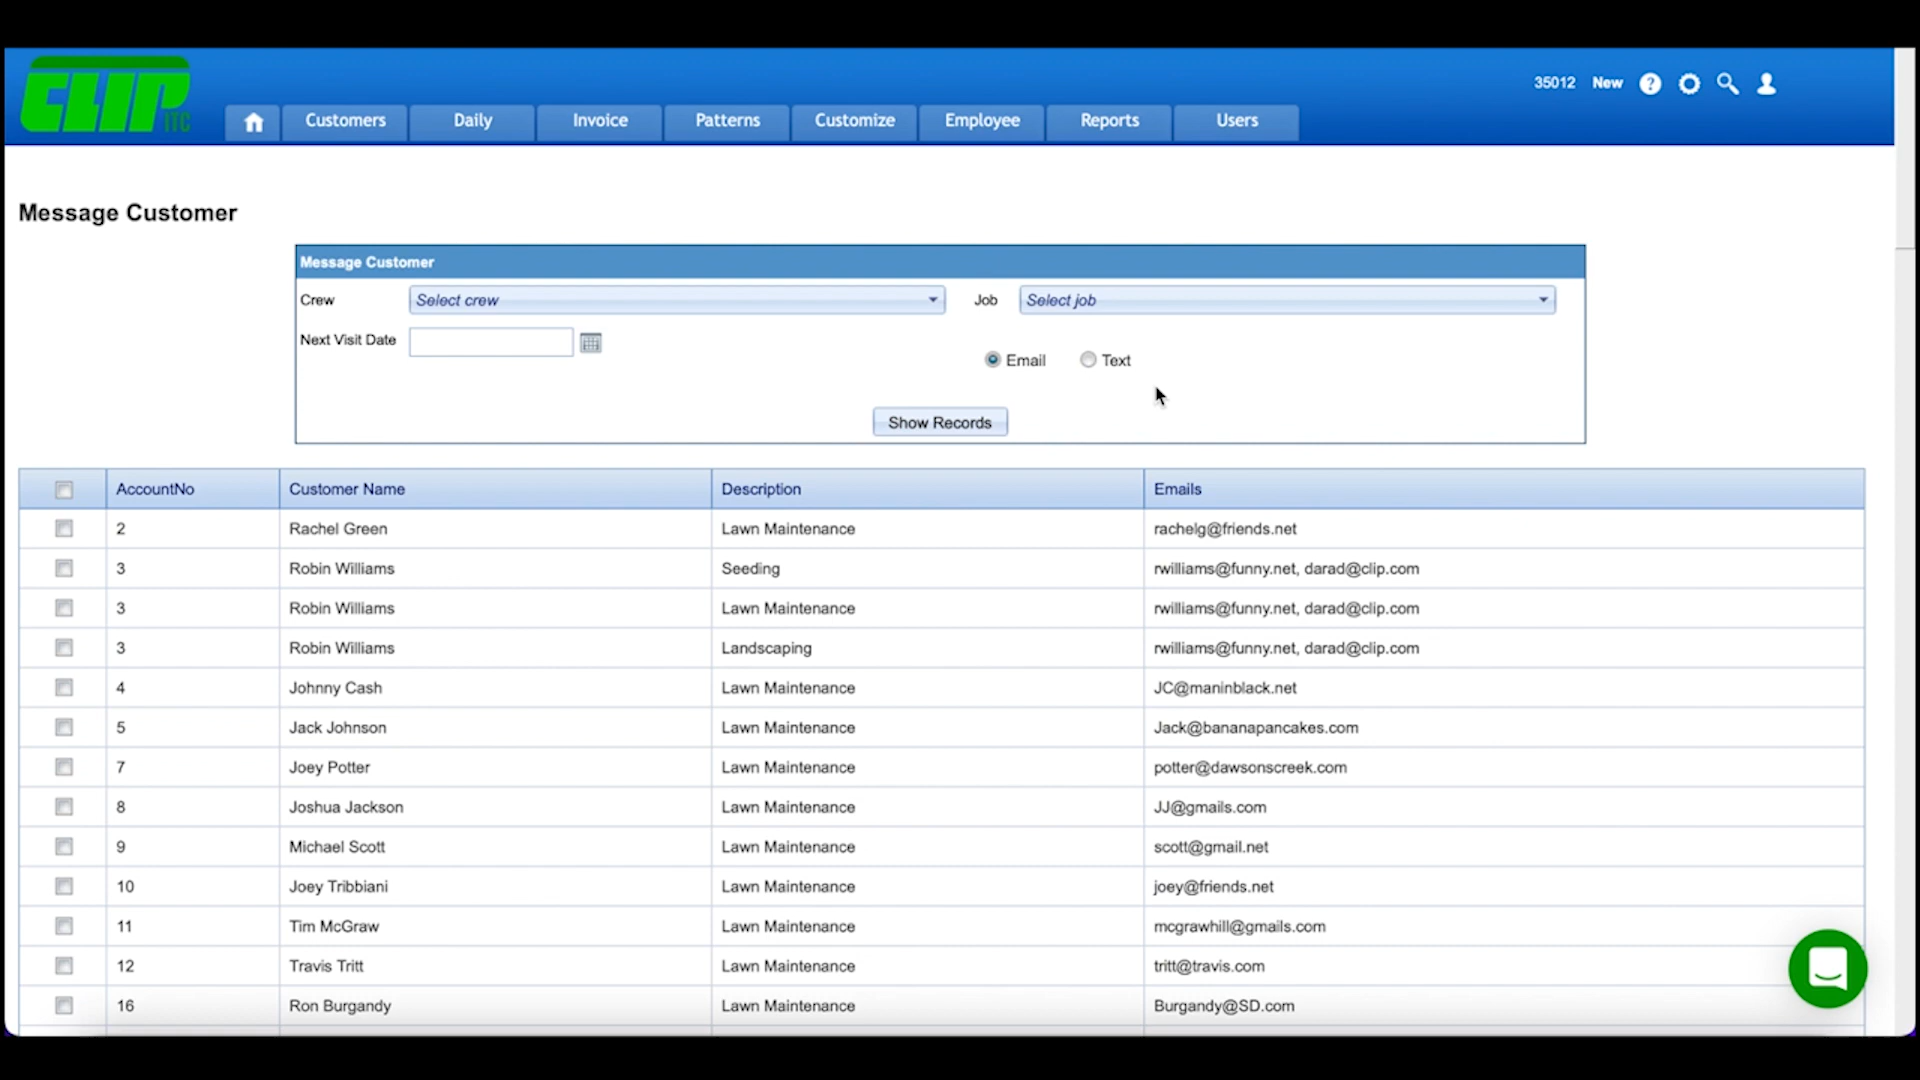 CLIP ITC
35012 New ?
Customers Daily Invoice Patterns Customize Employee Reports Users
Message Customer
Message Customer
Crew Select crew Job Select job
Next Visit Date
Email Text
Show Records
AccountNo Customer Name Description Emails
2 Rachel Green Lawn Maintenance rachelg@friends.net
3 Robin Williams Seeding rwilliams@funny.net, darad@clip.com
3 Robin Williams Lawn Maintenance rwilliams@funny.net, darad@clip.com
3 Robin Williams Landscaping rwilliams@funny.net, darad@clip.com
4 Johnny Cash Lawn Maintenance JC@maninblack.net
5 Jack Johnson Lawn Maintenance Jack@bananapancakes.com
7 Joey Potter Lawn Maintenance potter@dawsonscreek.com
8 Joshua Jackson Lawn Maintenance JJ@gmails.com
9 Michael Scott Lawn Maintenance scott@gmail.net
10 Joey Tribbiani Lawn Maintenance joey@friends.net
11 Tim McGraw Lawn Maintenance mcgrawhill@gmails.com
12 Travis Tritt Lawn Maintenance tritt@travis.com
16 Ron Burgandy Lawn Maintenance Burgandy@SD.com